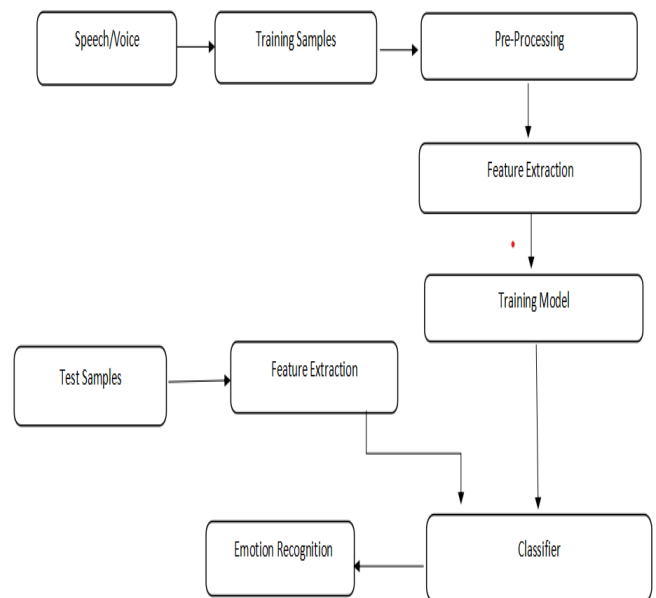 Speech/Voice
Training Samples
Pre-Processing
Feature Extraction
Training Model
Test Samples
Feature Extraction
Emotion Recognition
Classifier